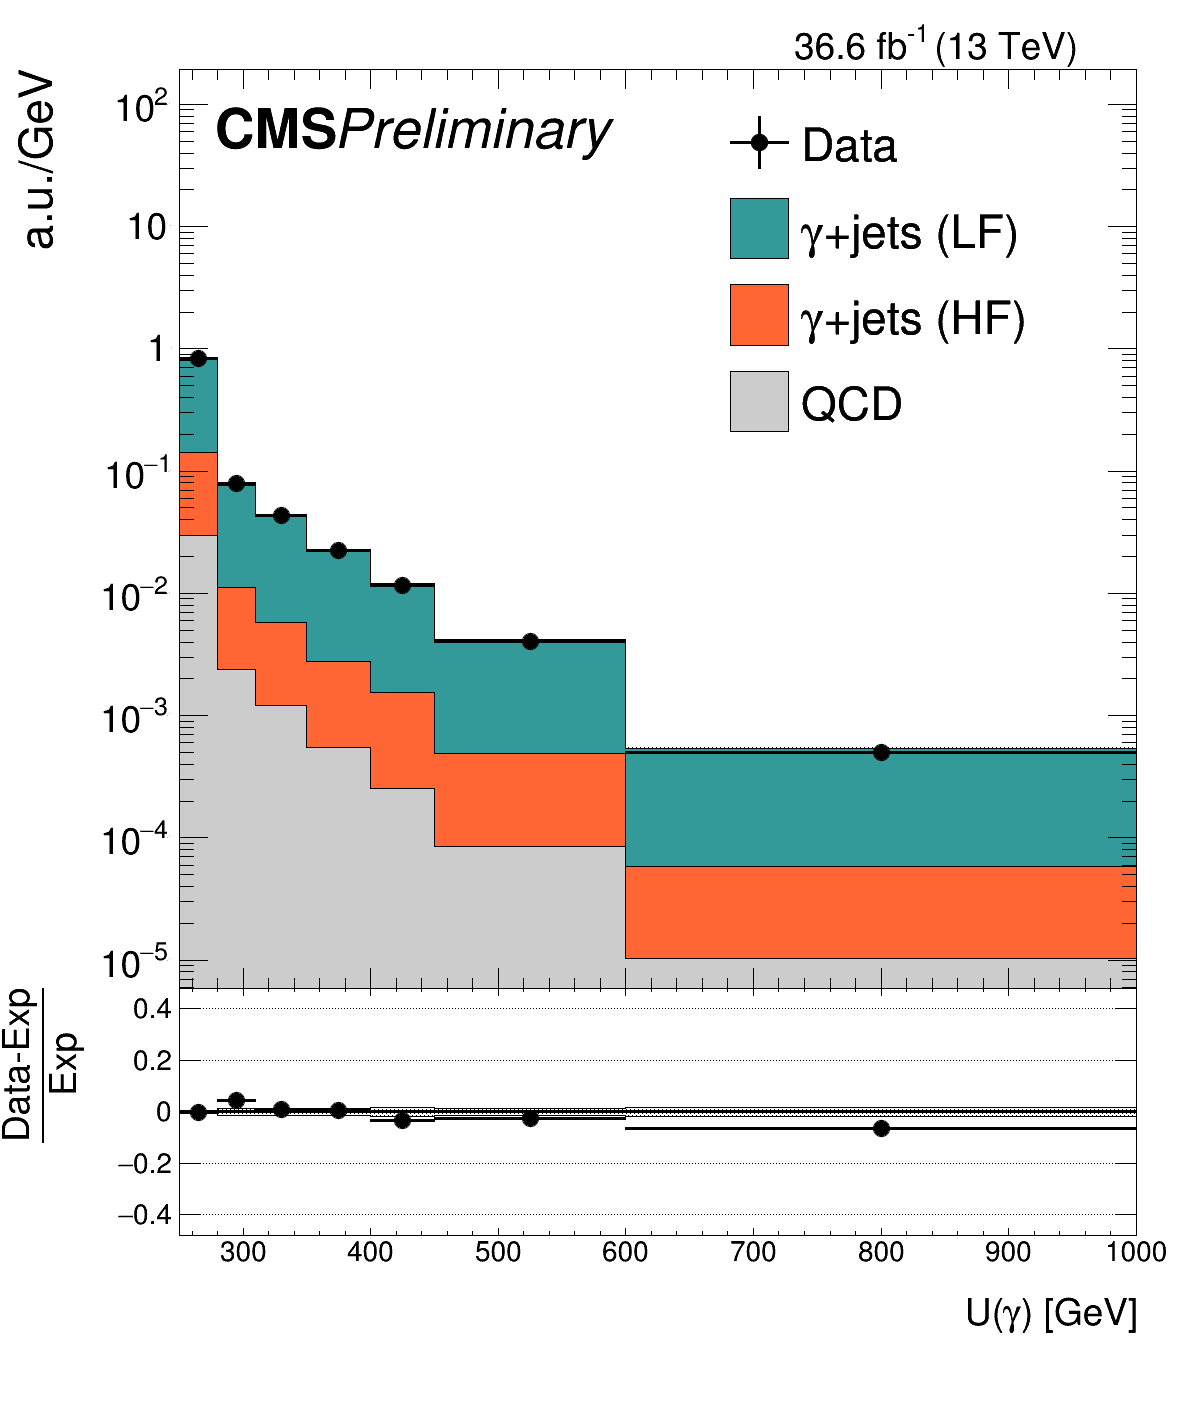 36.6 fb⁻¹ (13 TeV)
a.u./GeV
CMS Preliminary
Data
γ+jets (LF)
γ+jets (HF)
QCD
10²
10
1
10⁻¹
10⁻²
10⁻³
10⁻⁴
10⁻⁵
Data-Exp
Exp
0.4
0.2
0
−0.2
−0.4
300 400 500 600 700 800 900 1000
U(γ) [GeV]